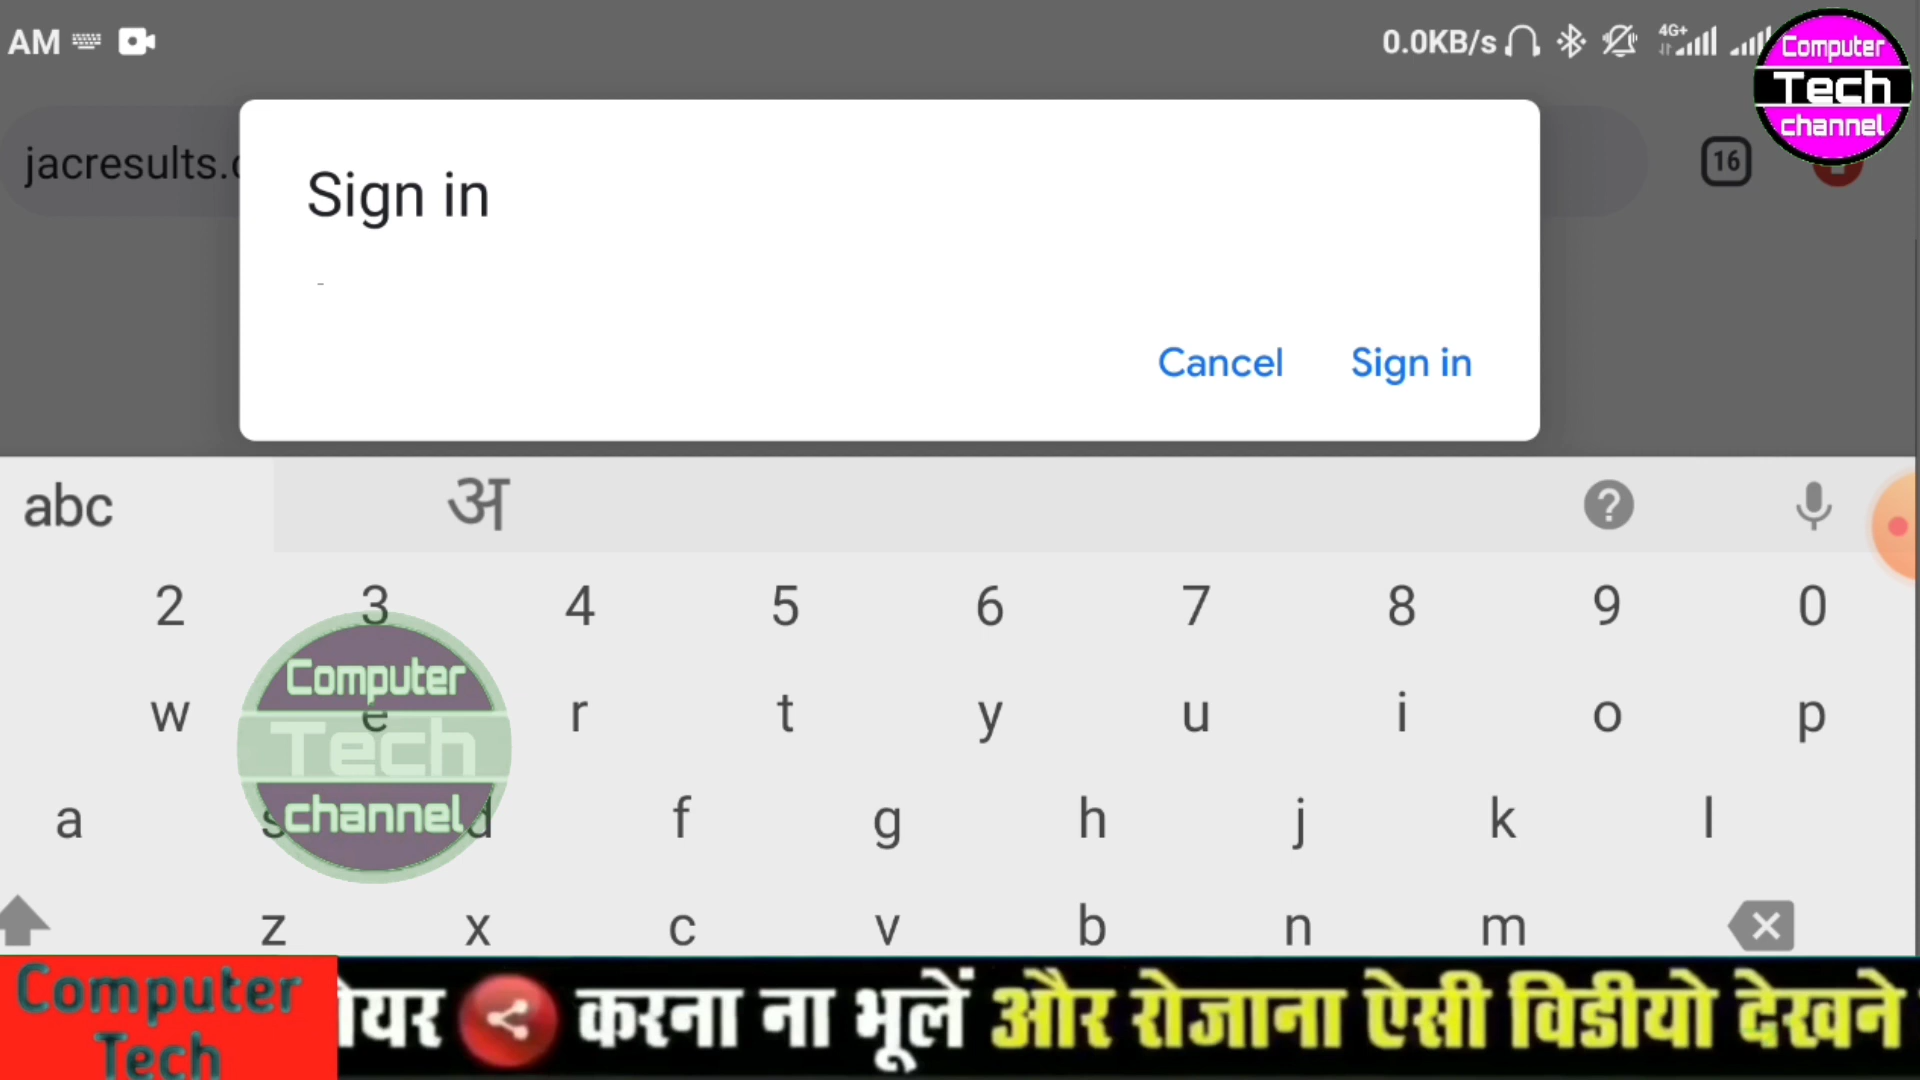 AM 0.0KB/s 4G+
Computer
Tech
channel
jacresults.
16
Sign in
Cancel Sign in
abc अ
2 3 4 5 6 7 8 9 0
w e r t y u i o p
a s d f g h j k l
z x c v b n m
Computer
Tech
channel
Computer
Tech
करना ना भूलें और रोजाना ऐसी विडीयो देखने